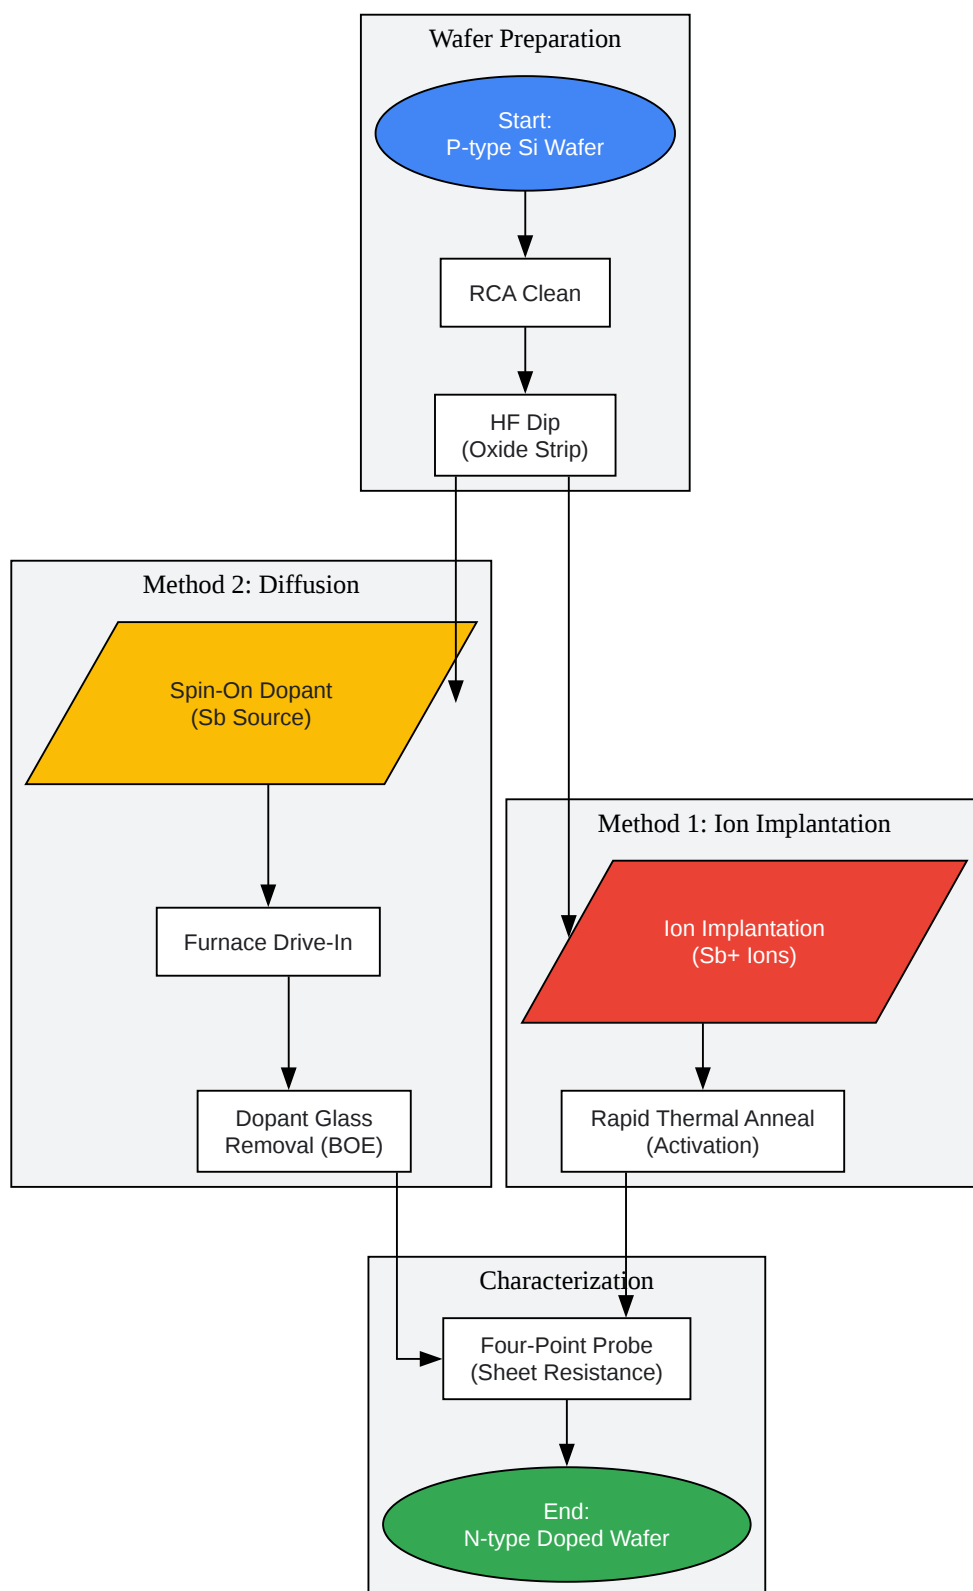 Wafer Preparation
Start:
P-type Si Wafer
RCA Clean
HF Dip
(Oxide Strip)
Method 2: Diffusion
Spin-On Dopant
(Sb Source)
Furnace Drive-In
Dopant Glass
Removal (BOE)
Method 1: Ion Implantation
Ion Implantation
(Sb+ Ions)
Rapid Thermal Anneal
(Activation)
Characterization
Four-Point Probe
(Sheet Resistance)
End:
N-type Doped Wafer